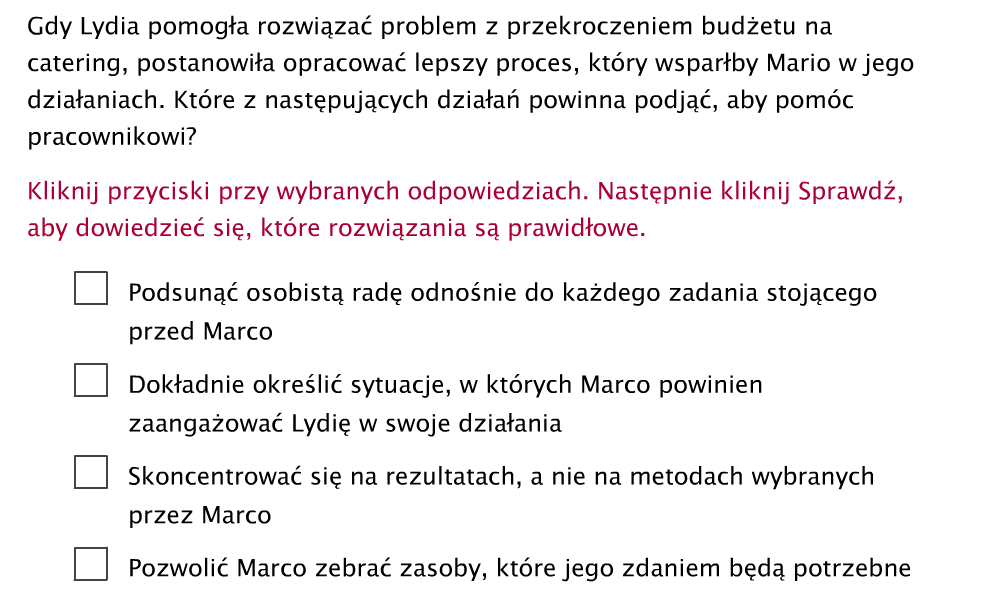 Gdy Lydia pomogła rozwiązać problem z przekroczeniem budżetu na
catering, postanowiła opracować lepszy proces, który wsparłby Mario w jego
działaniach. Które z następujących działań powinna podjąć, aby pomóc
pracownikowi?
Kliknij przyciski przy wybranych odpowiedziach. Następnie kliknij Sprawdź,
aby dowiedzieć się, które rozwiązania są prawidłowe.
Podsunąć osobistą radę odnośnie do każdego zadania stojącego
przed Marco
Dokładnie określić sytuacje, w których Marco powinien
zaangażować Lydię w swoje działania
Skoncentrować się na rezultatach, a nie na metodach wybranych
przez Marco
Pozwolić Marco zebrać zasoby, które jego zdaniem będą potrzebne